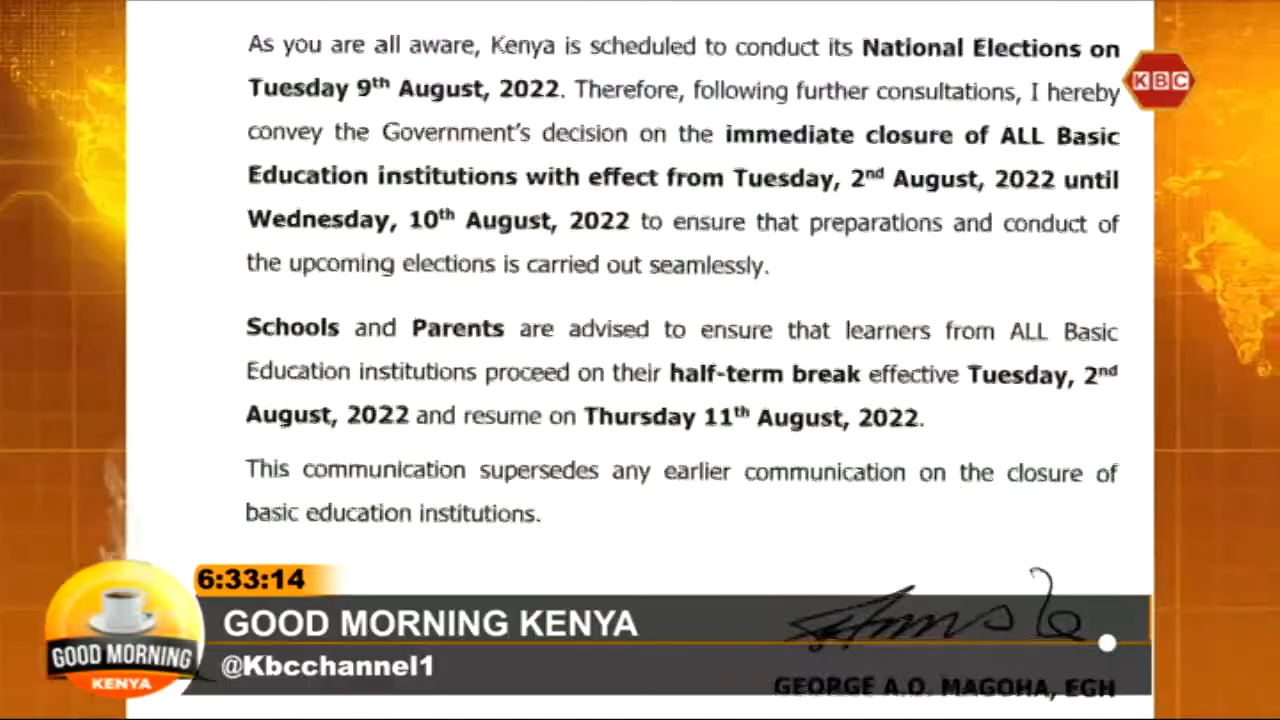 As you are all aware, Kenya is scheduled to conduct its National Elections on
Tuesday 9th August, 2022. Therefore, following further consultations, I hereby
convey the Government's decision on the immediate closure of ALL Basic
Education institutions with effect from Tuesday, 2nd August, 2022 until
Wednesday, 10th August, 2022 to ensure that preparations and conduct of
the upcoming elections is carried out seamlessly.
Schools and Parents are advised to ensure that learners from ALL Basic
Education institutions proceed on their half-term break effective Tuesday, 2nd
August, 2022 and resume on Thursday 11th August, 2022.
This communication supersedes any earlier communication on the closure of
basic education institutions.
KBC
6:33:14
GOOD MORNING KENYA
@Kbcchannel1
GOOD MORNING
KENYA
GEORGE A.O. MAGOHA, EGH